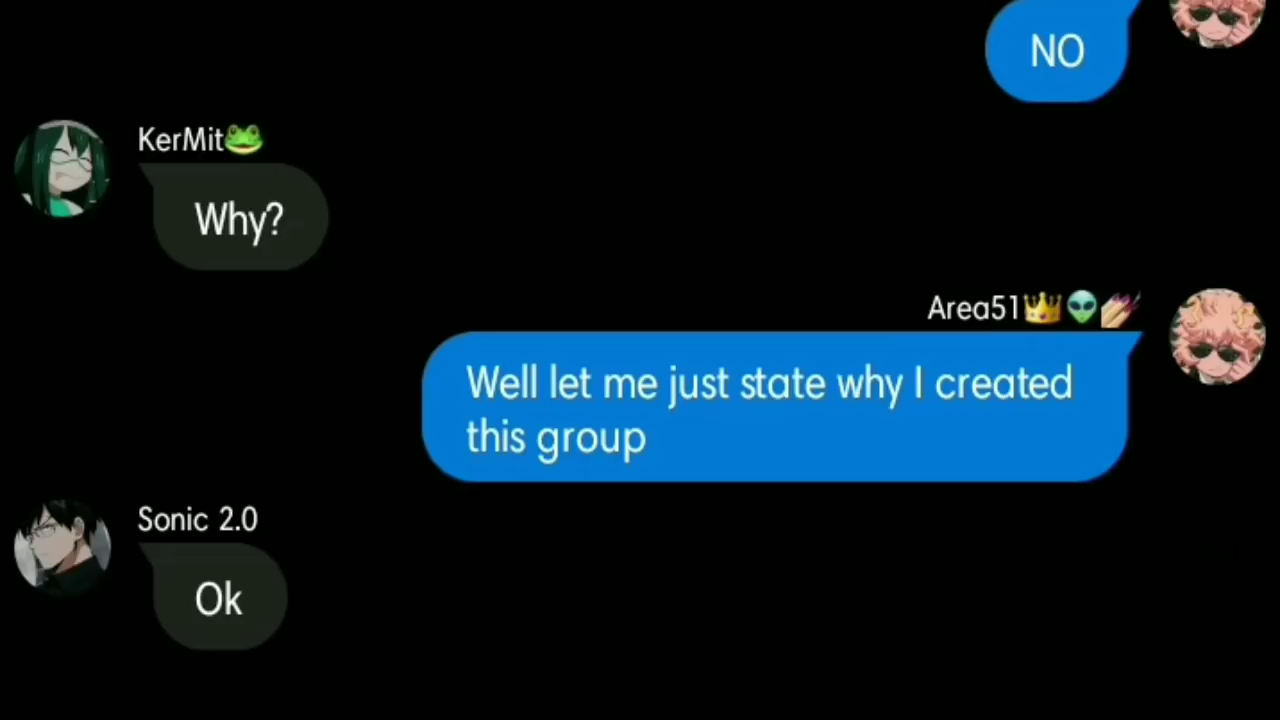 NO
KerMit🐸
Why?
Area51👑👽💅
Well let me just state why I created
this group
Sonic 2.0
Ok